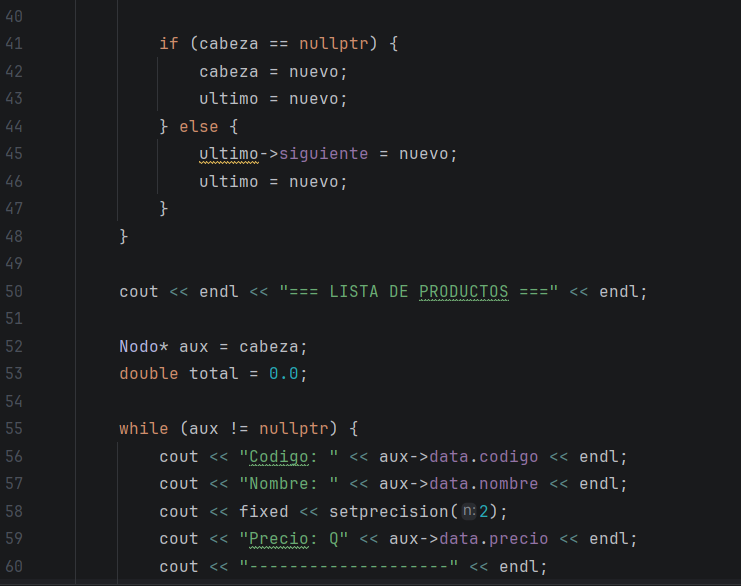 40
41 if (cabeza == nullptr) {
42 cabeza = nuevo;
43 ultimo = nuevo;
44 } else {
45 ultimo->siguiente = nuevo;
46 ultimo = nuevo;
47 }
48 }
49
50 cout << endl << "=== LISTA DE PRODUCTOS ===" << endl;
51
52 Nodo* aux = cabeza;
53 double total = 0.0;
54
55 while (aux != nullptr) {
56 cout << "Codigo: " << aux->data.codigo << endl;
57 cout << "Nombre: " << aux->data.nombre << endl;
58 cout << fixed << setprecision(n:2);
59 cout << "Precio: Q" << aux->data.precio << endl;
60 cout << "--------------------" << endl;